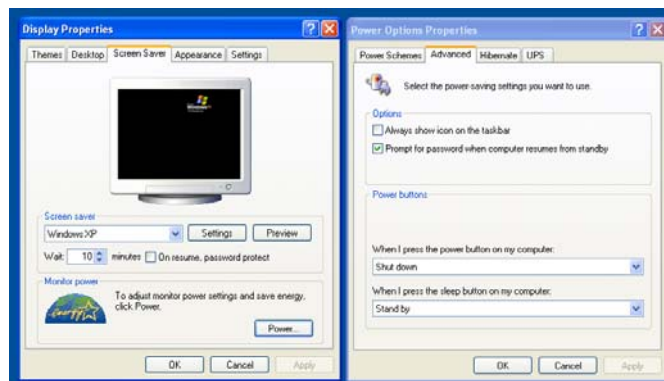 Display Properties
Themes Desktop Screen Saver Appearance Settings
Windows xp
Screen saver
Windows XP Settings Preview
Wait: 10 minutes On resume, password protect
Monitor power
To adjust monitor power settings and save energy,
click Power.
energy
Power...
OK Cancel Apply
Power Options Properties
Power Schemes Advanced Hibernate UPS
Select the power-saving settings you want to use.
Options
Always show icon on the taskbar
Prompt for password when computer resumes from standby
Power buttons
When I press the power button on my computer:
Shut down
When I press the sleep button on my computer:
Stand by
OK Cancel Apply